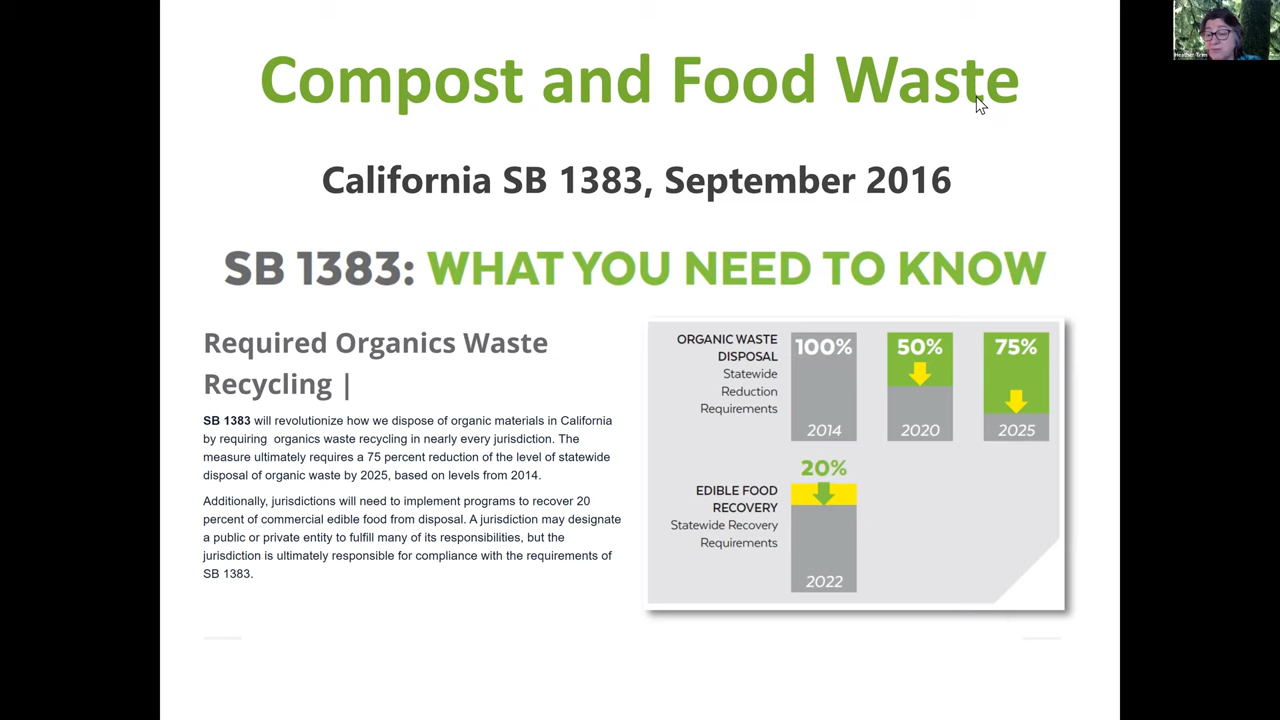 Compost and Food Waste
Heather Trim
California SB 1383, September 2016
SB 1383: WHAT YOU NEED TO KNOW
Required Organics Waste
Recycling |
SB 1383 will revolutionize how we dispose of organic materials in California
by requiring organics waste recycling in nearly every jurisdiction. The
measure ultimately requires a 75 percent reduction of the level of statewide
disposal of organic waste by 2025, based on levels from 2014.
Additionally, jurisdictions will need to implement programs to recover 20
percent of commercial edible food from disposal. A jurisdiction may designate
a public or private entity to fulfill many of its responsibilities, but the
jurisdiction is ultimately responsible for compliance with the requirements of
SB 1383.
ORGANIC WASTE
DISPOSAL
Statewide
Reduction
Requirements
100%
2014
50%
2020
75%
2025
EDIBLE FOOD
RECOVERY
Statewide Recovery
Requirements
20%
2022